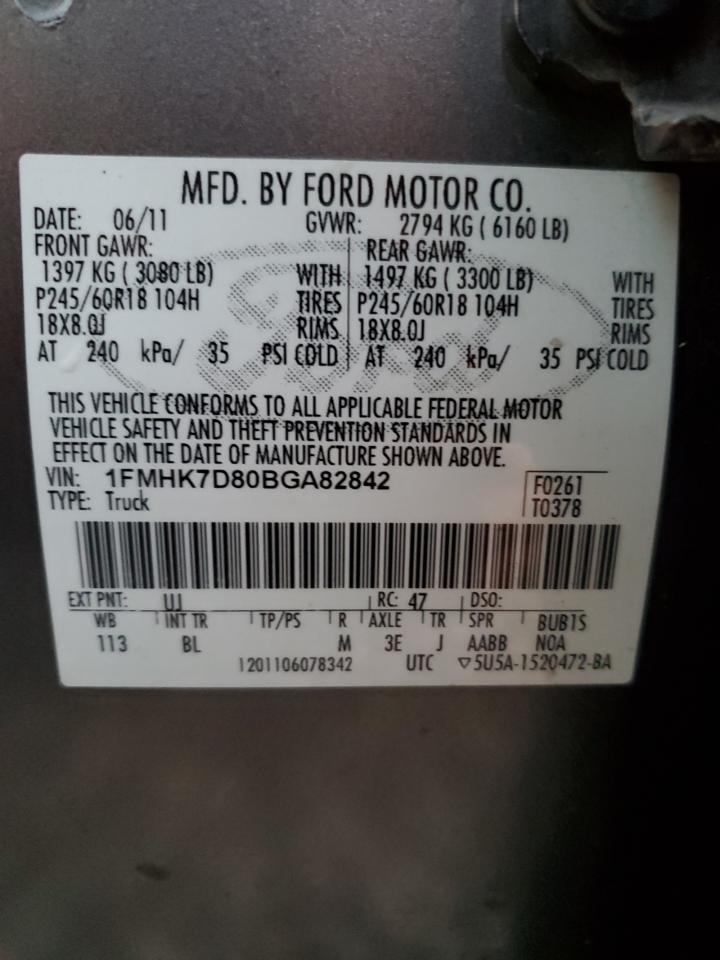 MFD. BY FORD MOTOR CO.
DATE: 06/11 GVWR: 2794 KG ( 6160 LB)
FRONT GAWR: REAR GAWR:
1397 KG ( 3080 LB) WITH 1497 KG ( 3300 LB) WITH
P245/60R18 104H TIRES P245/60R18 104H TIRES
18X8.0J RIMS 18X8.0J RIMS
AT 240 kPa/ 35 PSI COLD AT 240 kPa/ 35 PSI COLD
Ford
THIS VEHICLE CONFORMS TO ALL APPLICABLE FEDERAL MOTOR
VEHICLE SAFETY AND THEFT PREVENTION STANDARDS IN
EFFECT ON THE DATE OF MANUFACTURE SHOWN ABOVE.
VIN: 1FMHK7D80BGA82842 F0261
TYPE: Truck T0378
EXT PNT: UJ RC: 47 DSO:
WB INT TR TP/PS R AXLE TR SPR BUB1S
113 BL M 3E J AABB NOA
1201106078342 UTC ▽5U5A-1520472-BA